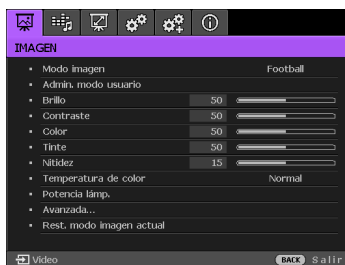 IMAGEN
Modo imagen Football
Admin. modo usuario
Brillo 50
Contraste 50
Color 50
Tinte 50
Nitidez 15
Temperatura de color Normal
Potencia lámp.
Avanzada...
Rest. modo imagen actual
Video BACK Salir